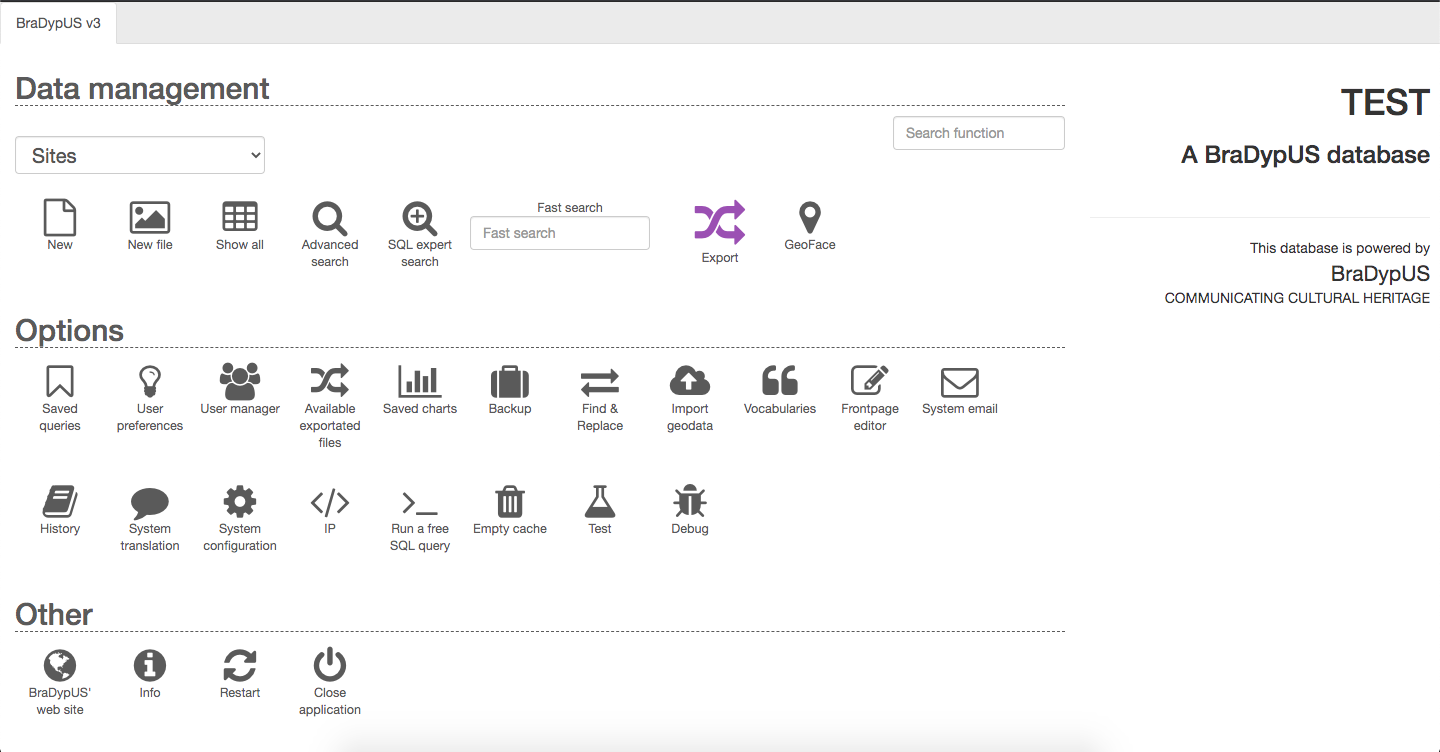 BraDypUS v3
Data management
Search function
Sites
New
New file
Show all
Advanced
search
SQL expert
search
Fast search
Fast search
Export
GeoFace
Options
Saved
queries
User
preferences
User manager
Available
exportated
files
Saved charts
Backup
Find &
Replace
Import
geodata
Vocabularies
Frontpage
editor
System email
History
System
translation
System
configuration
IP
Run a free
SQL query
Empty cache
Test
Debug
Other
BraDypUS'
web site
Info
Restart
Close
application
TEST
A BraDypUS database
This database is powered by
BraDypUS
COMMUNICATING CULTURAL HERITAGE